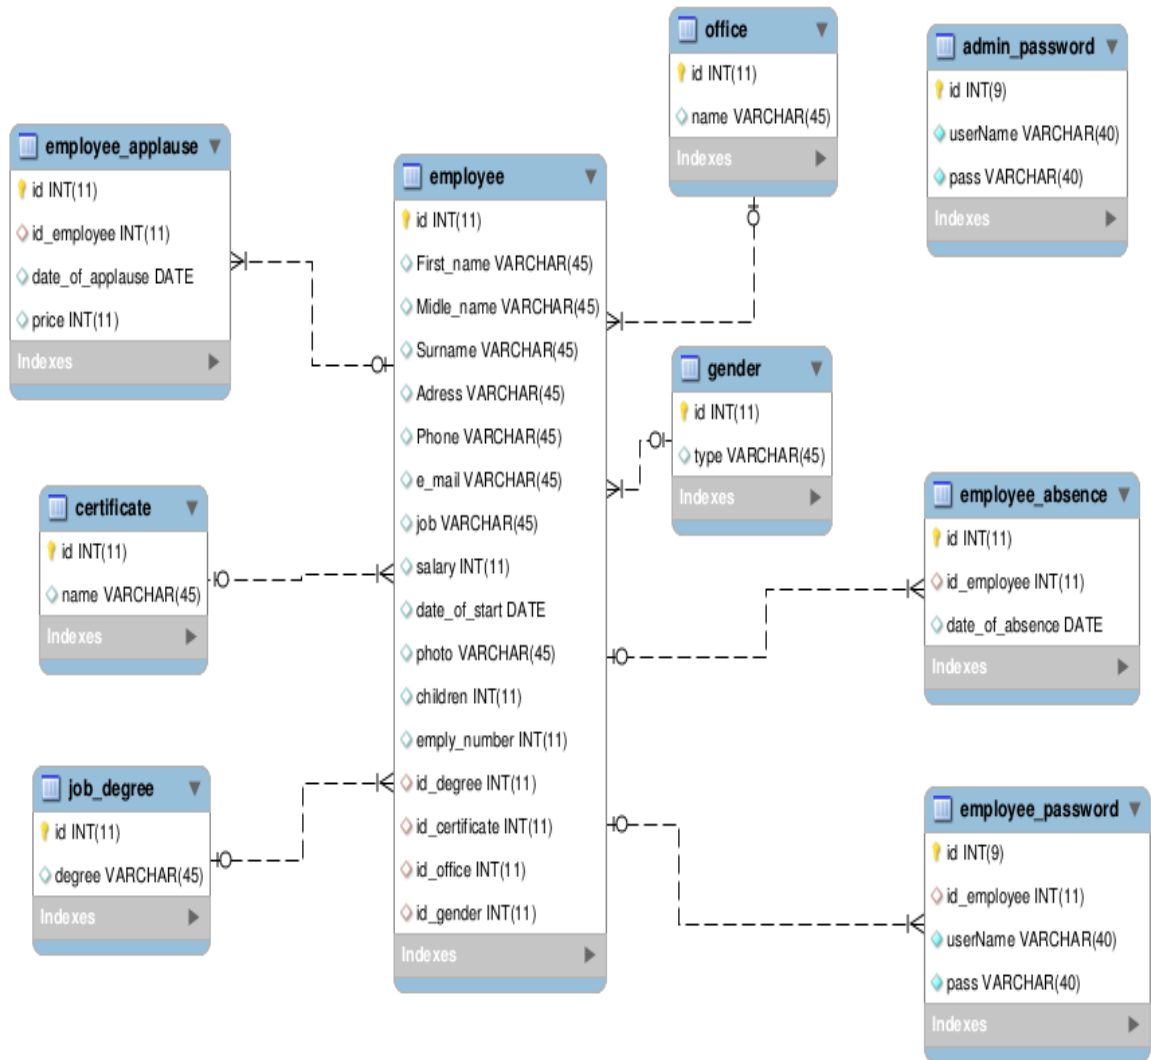 employee_applause
id INT(11)
id_employee INT(11)
date_of_applause DATE
price INT(11)
Indexes
certificate
id INT(11)
name VARCHAR(45)
Indexes
job_degree
id INT(11)
degree VARCHAR(45)
Indexes
employee
id INT(11)
First_name VARCHAR(45)
Midle_name VARCHAR(45)
Surname VARCHAR(45)
Adress VARCHAR(45)
Phone VARCHAR(45)
e_mail VARCHAR(45)
job VARCHAR(45)
salary INT(11)
date_of_start DATE
photo VARCHAR(45)
children INT(11)
emply_number INT(11)
id_degree INT(11)
id_certificate INT(11)
id_office INT(11)
id_gender INT(11)
Indexes
office
id INT(11)
name VARCHAR(45)
Indexes
gender
id INT(11)
type VARCHAR(45)
Indexes
admin_password
id INT(9)
userName VARCHAR(40)
pass VARCHAR(40)
Indexes
employee_absence
id INT(11)
id_employee INT(11)
date_of_absence DATE
Indexes
employee_password
id INT(9)
id_employee INT(11)
userName VARCHAR(40)
pass VARCHAR(40)
Indexes